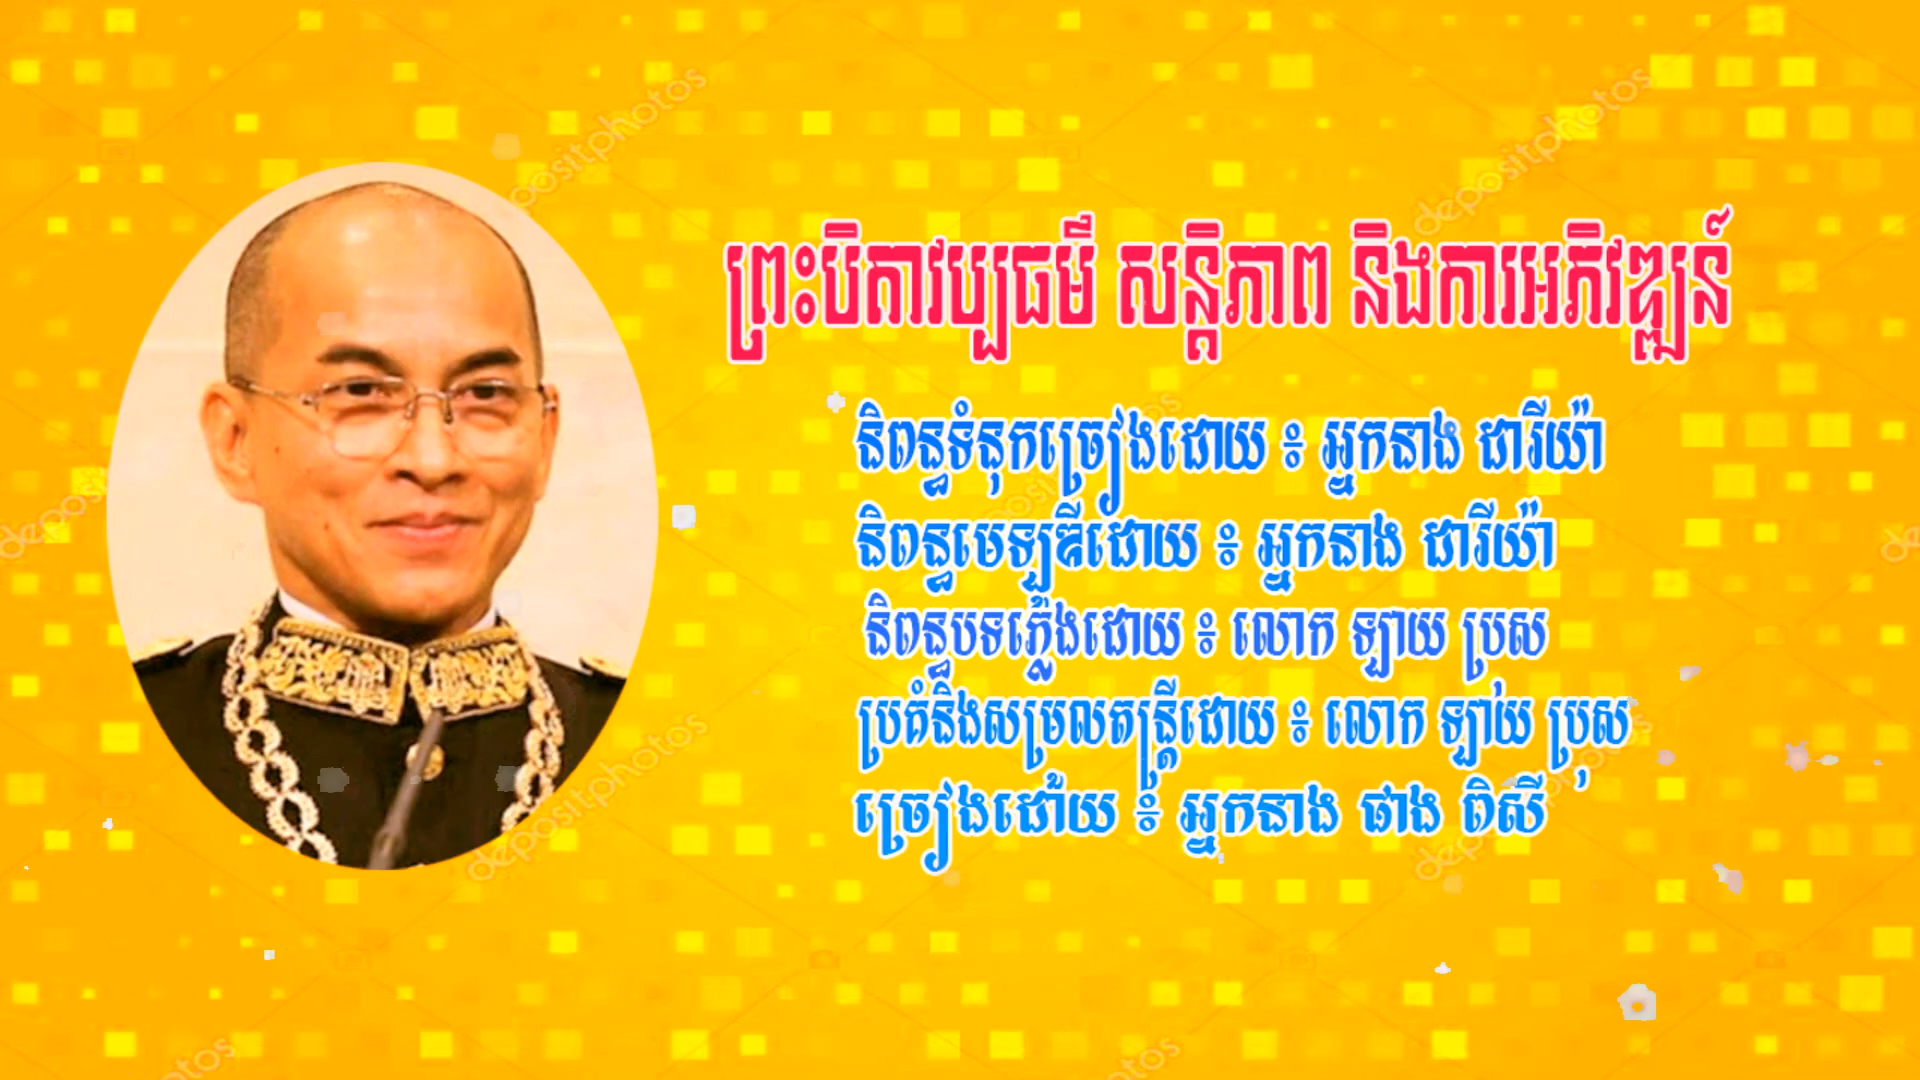 ព្រះបិតាវប្បធម៌ សន្តិភាព និងការអភិវឌ្ឍន៍
និពន្ធទំនុកច្រៀងដោយ ៖ អ្នកនាង ដារីយ៉ា
និពន្ធមេឡូឌីដោយ ៖ អ្នកនាង ដារីយ៉ា
និពន្ធបទភ្លេងដោយ ៖ លោក ឡាយ ប្រុស
ប្រគំនិងសម្រួលតន្ត្រីដោយ ៖ លោក ឡាយ ប្រុស
ច្រៀងដោយ ៖ អ្នកនាង ផាង ពិសី
depositphotos